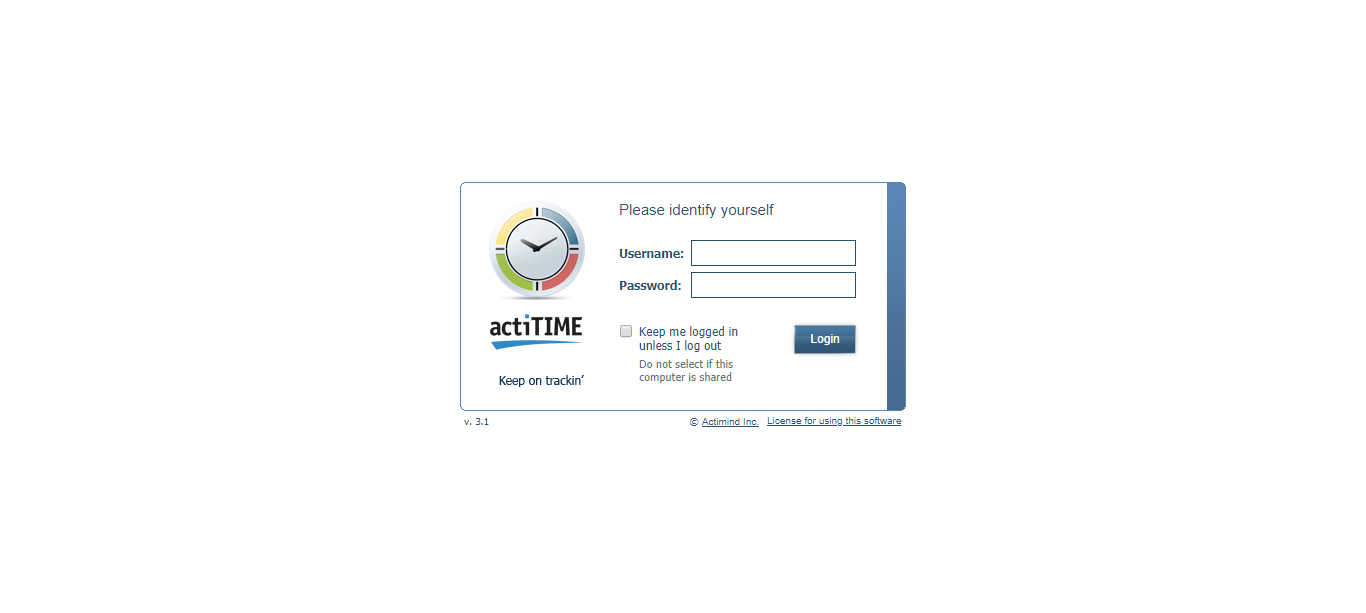 Please identify yourself
Username:
Password:
actiTIME
Keep me logged in
unless I log out
Login
Do not select if this
computer is shared
Keep on trackin’
v. 3.1
© Actimind Inc. License for using this software